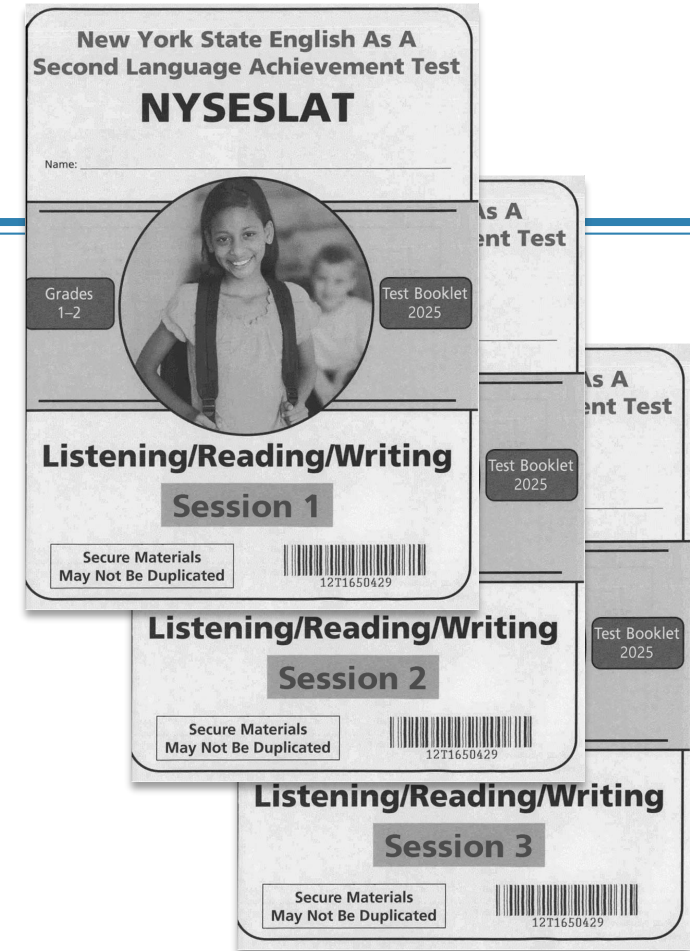 New York State English As A
Second Language Achievement Test
NYSESLAT
Name:
Grades
1–2
Test Booklet
2025
Listening/Reading/Writing
Session 1
Secure Materials
May Not Be Duplicated
12T1650429
As A
ent Test
Test Booklet
2025
Listening/Reading/Writing
Session 2
Secure Materials
May Not Be Duplicated
12T1650429
As A
ent Test
Test Booklet
2025
Listening/Reading/Writing
Session 3
Secure Materials
May Not Be Duplicated
12T1650429